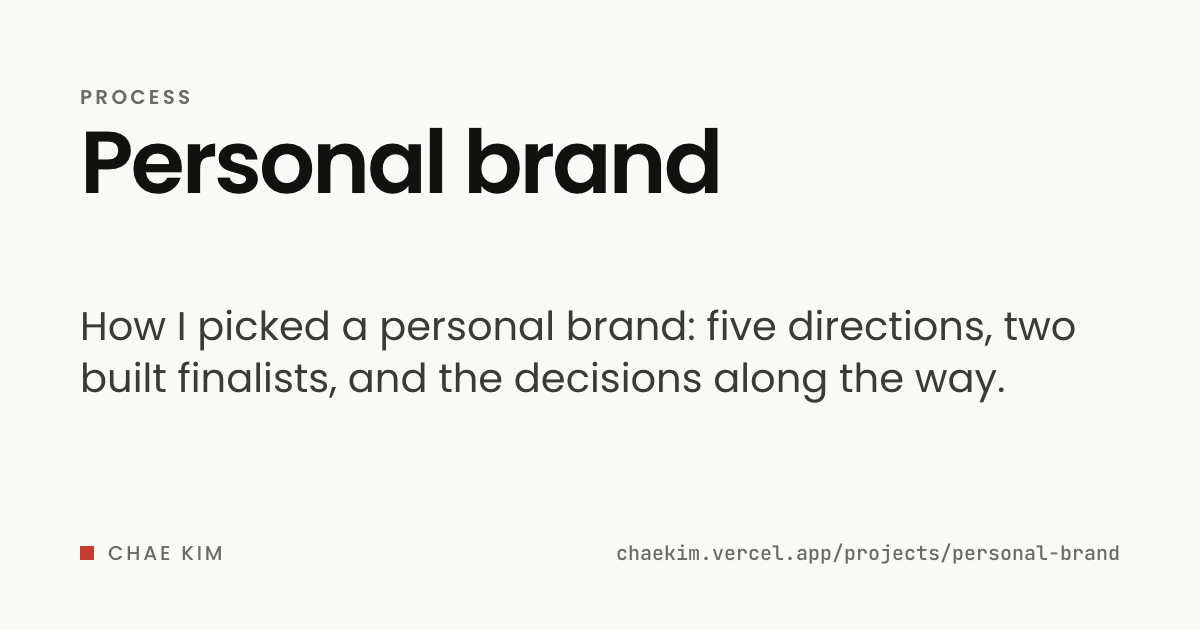 PROCESS
Personal brand
How I picked a personal brand: five directions, two
built finalists, and the decisions along the way.
CHAE KIM
chaekim.vercel.app/projects/personal-brand